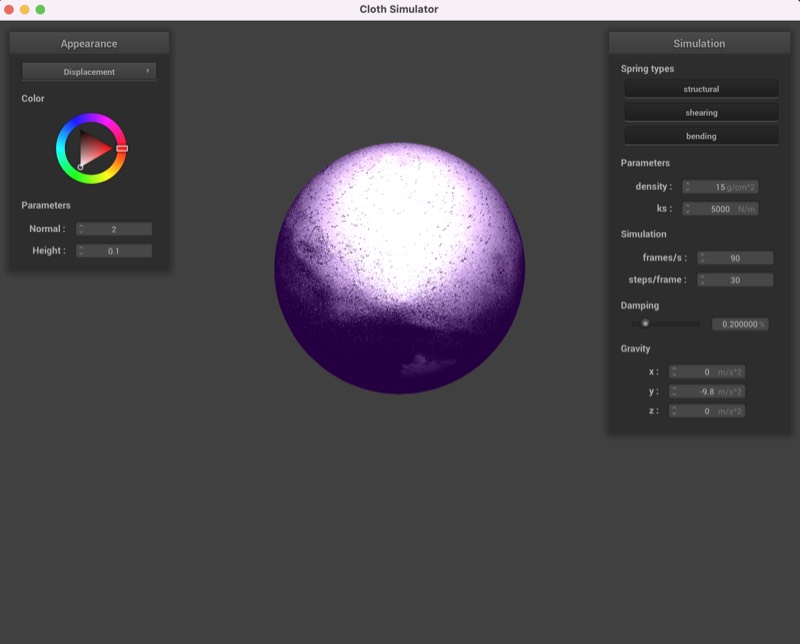 Cloth Simulator
Appearance
Displacement
Color
Parameters
Normal : 2
Height : 0.1
Simulation
Spring types
structural
shearing
bending
Parameters
density : 15 g/cm^2
ks : 5000 N/m
Simulation
frames/s : 90
steps/frame : 30
Damping
0.200000 %
Gravity
x : 0 m/s^2
y : -9.8 m/s^2
z : 0 m/s^2